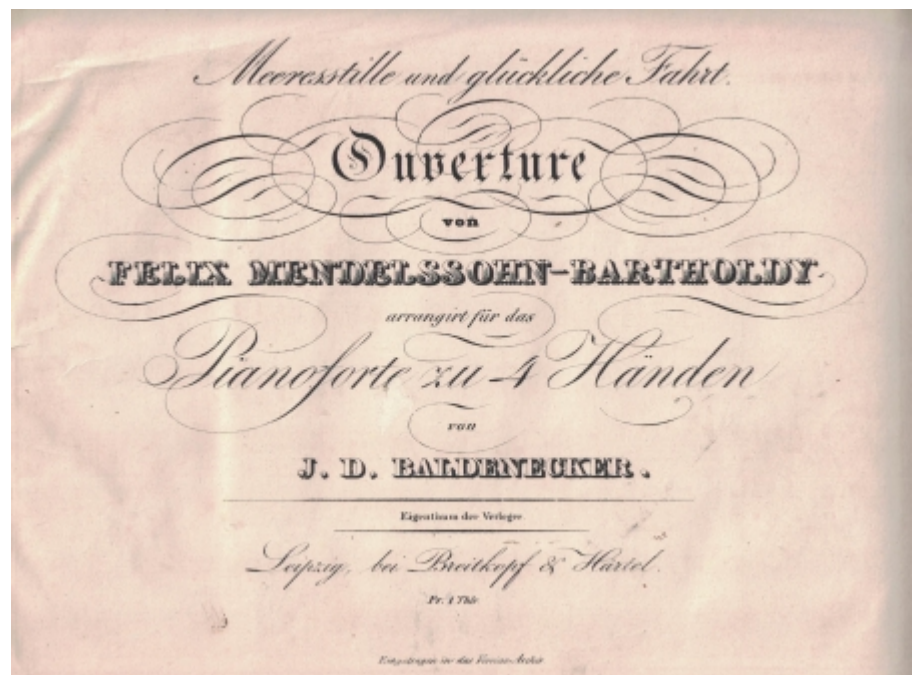 Meeresstille und glückliche Fahrt.
Ouverture
von
FELIX MENDELSSOHN-BARTHOLDY
arrangirt für das
Pianoforte zu 4 Händen
von
J. D. BALDENECKER.
Eigenthum der Verleger.
Leipzig, bei Breitkopf & Härtel.
Pr. 1 Thlr.
Eingetragen in das Vereins-Archiv